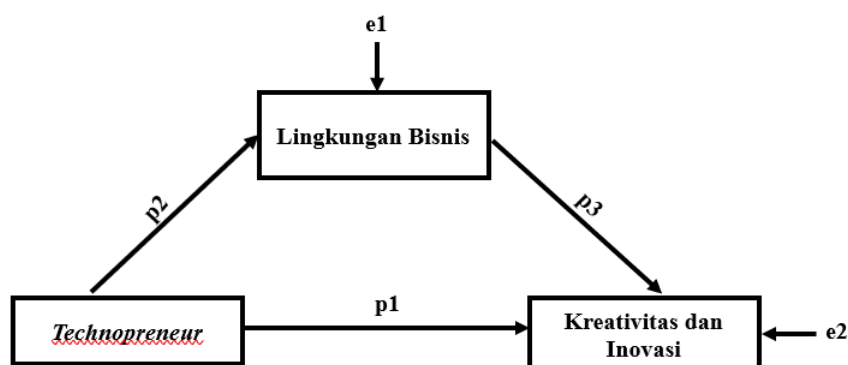 e1
Lingkungan Bisnis
p2
p3
p1
Technopreneur
Kreativitas dan
Inovasi
e2